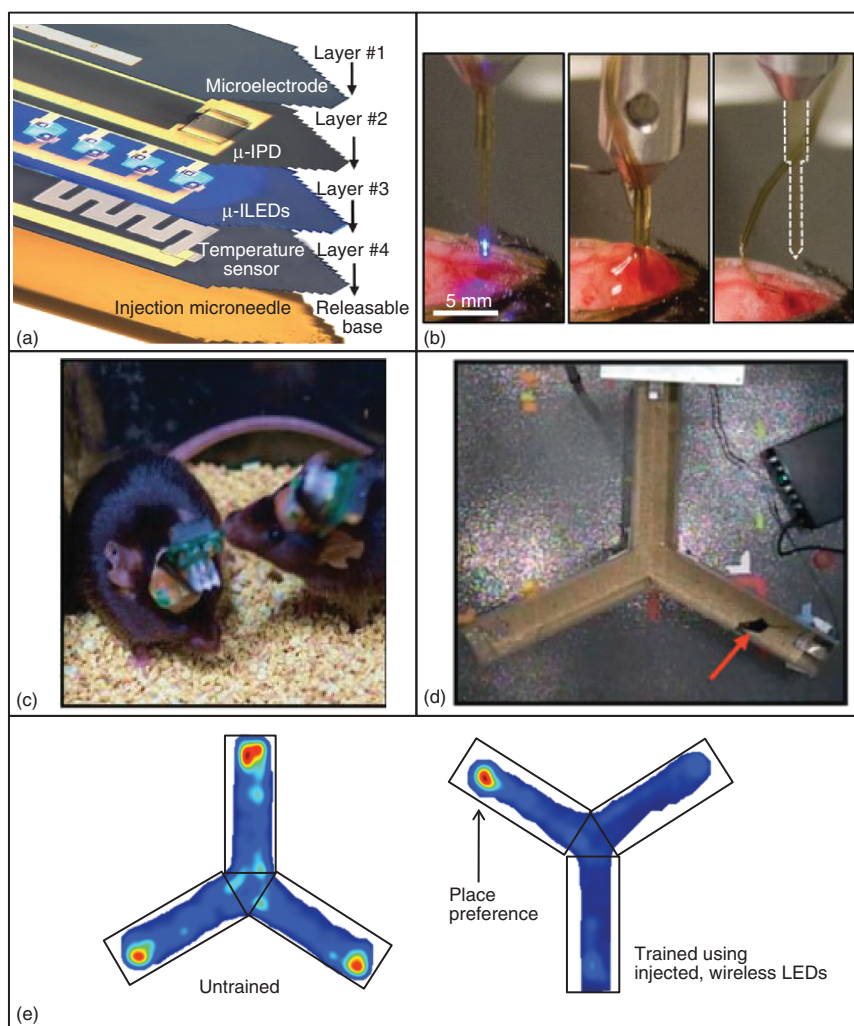 Layer #1
Microelectrode
Layer #2
μ-IPD
Layer #3
μ-ILEDs
Layer #4
Temperature
sensor
Injection microneedle
Releasable
base
(a)
5 mm
(b)
(c)
(d)
Place
preference
Untrained
Trained using
injected, wireless LEDs
(e)